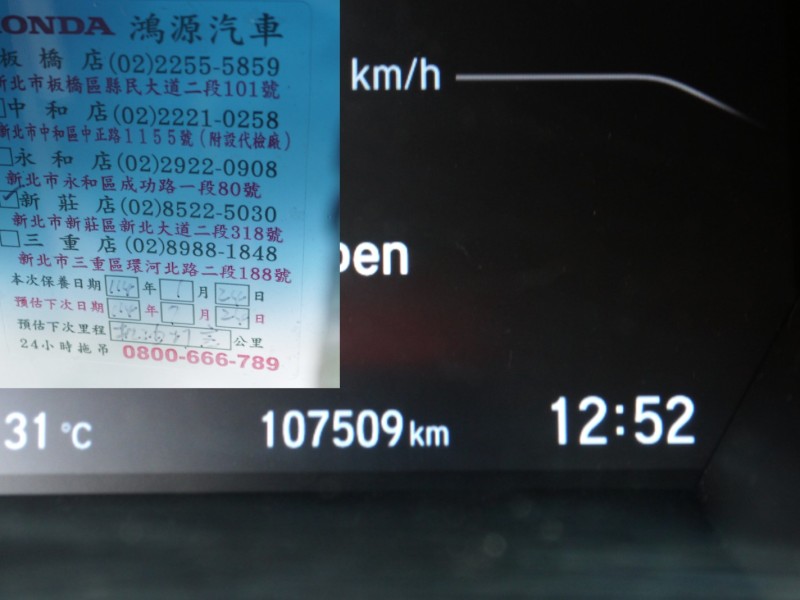 HONDA 鴻源汽車
板橋店(02)2255-5859
新北市板橋區縣民大道二段101號
中和店(02)2221-0258
新北市中和區中正路1155號(附設代檢廠)
永和店(02)2922-0908
新北市永和區成功路一段80號
新莊店(02)8522-5030
新北市新莊區新北大道二段318號
三重店(02)8988-1848
新北市三重區環河北路二段188號
本次保養日期 年 月 日
預估下次日期 年 月 日
預估下次里程 公里
24小時拖吊 0800-666-789
km/h
pen
31°C 107509km 12:52